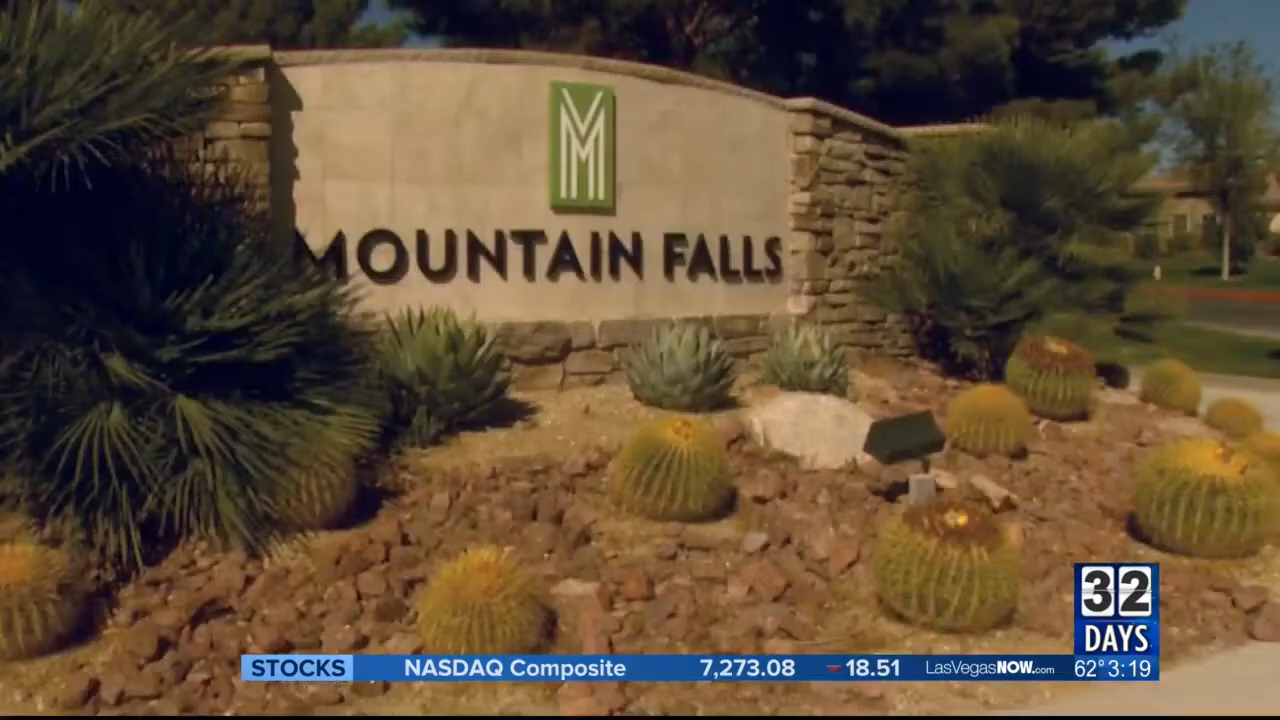 M
MOUNTAIN FALLS
32
DAYS
STOCKS NASDAQ Composite 7,273.08 18.51 LasVegasNOW.com 62° 3:19